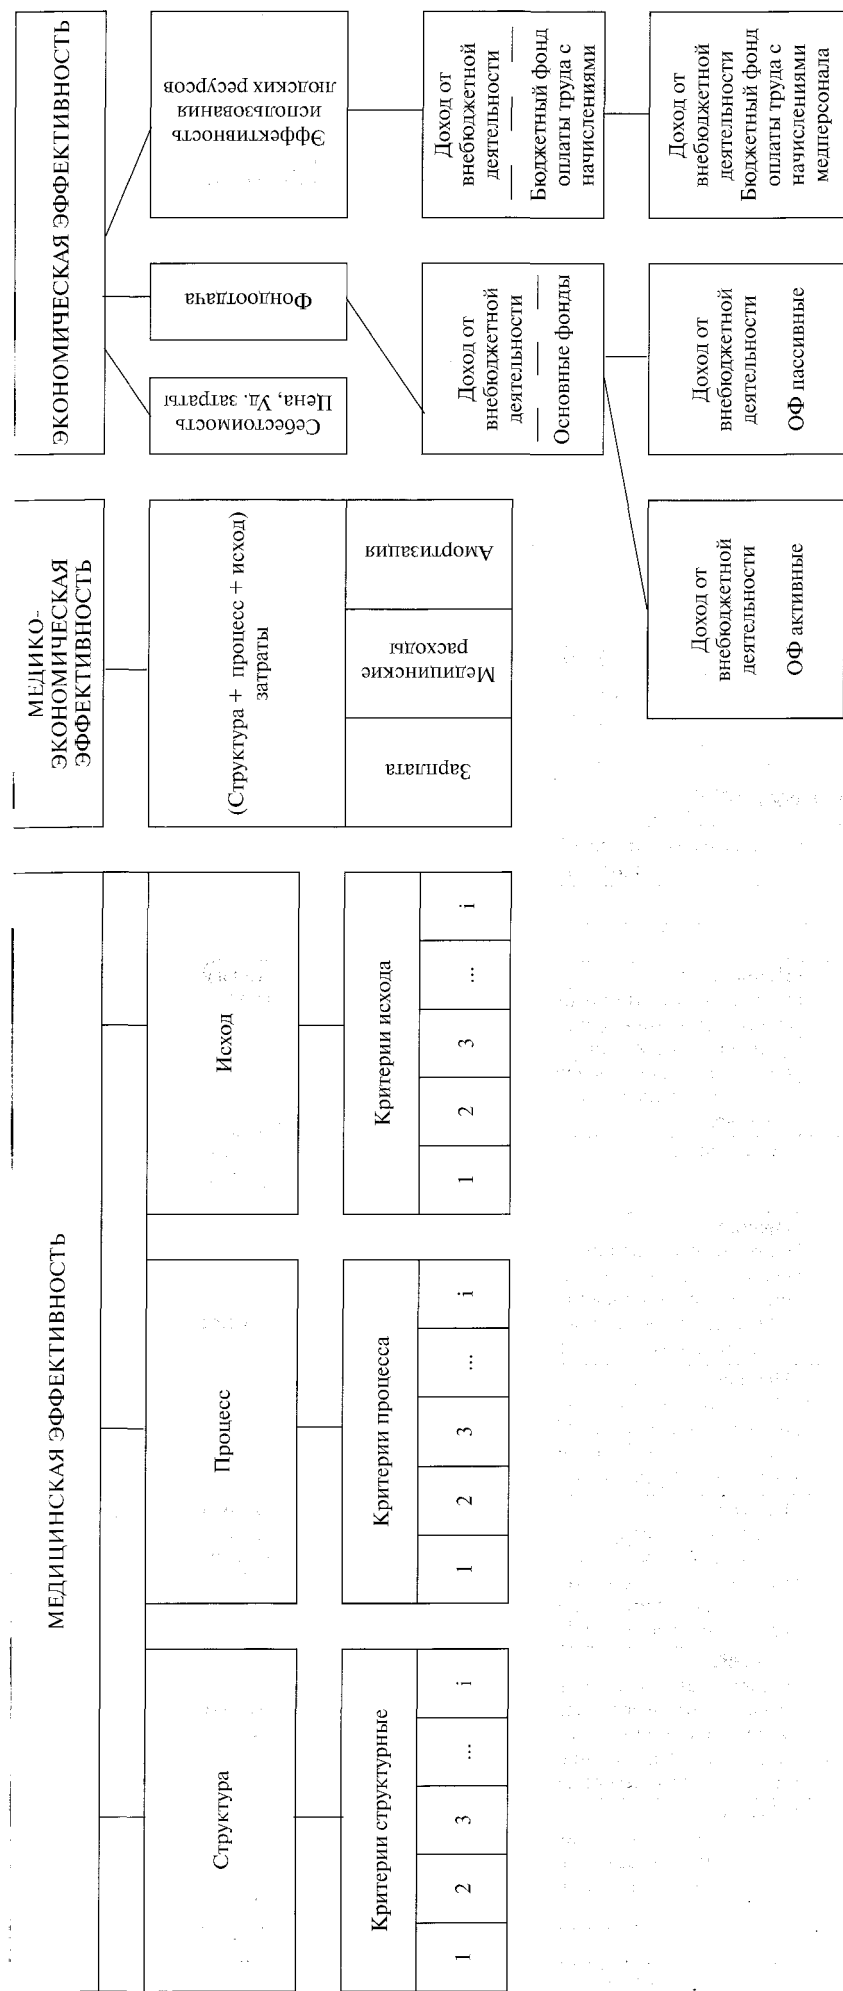 МЕДИЦИНСКАЯ ЭФФЕКТИВНОСТЬ
Структура
Процесс
Исход
Критерии структурные
1
2
3
...
i
Критерии процесса
1
2
3
...
i
Критерии исхода
1
2
3
...
i
МЕДИКО-
ЭКОНОМИЧЕСКАЯ
ЭФФЕКТИВНОСТЬ
(Структура + процесс + исход)
затраты
Зарплата
Медицинские
расходы
Амортизация
ЭКОНОМИЧЕСКАЯ ЭФФЕКТИВНОСТЬ
Себестоимость
Цена, Уд. затраты
Фондоотдача
Эффективность
использования
людских ресурсов
Доход от
внебюджетной
деятельности
Основные фонды
Доход от
внебюджетной
деятельности
Бюджетный фонд
оплаты труда с
начислениями
Доход от
внебюджетной
деятельности
ОФ активные
Доход от
внебюджетной
деятельности
ОФ пассивные
Доход от
внебюджетной
деятельности
Бюджетный фонд
оплаты труда с
начислениями
медперсонала